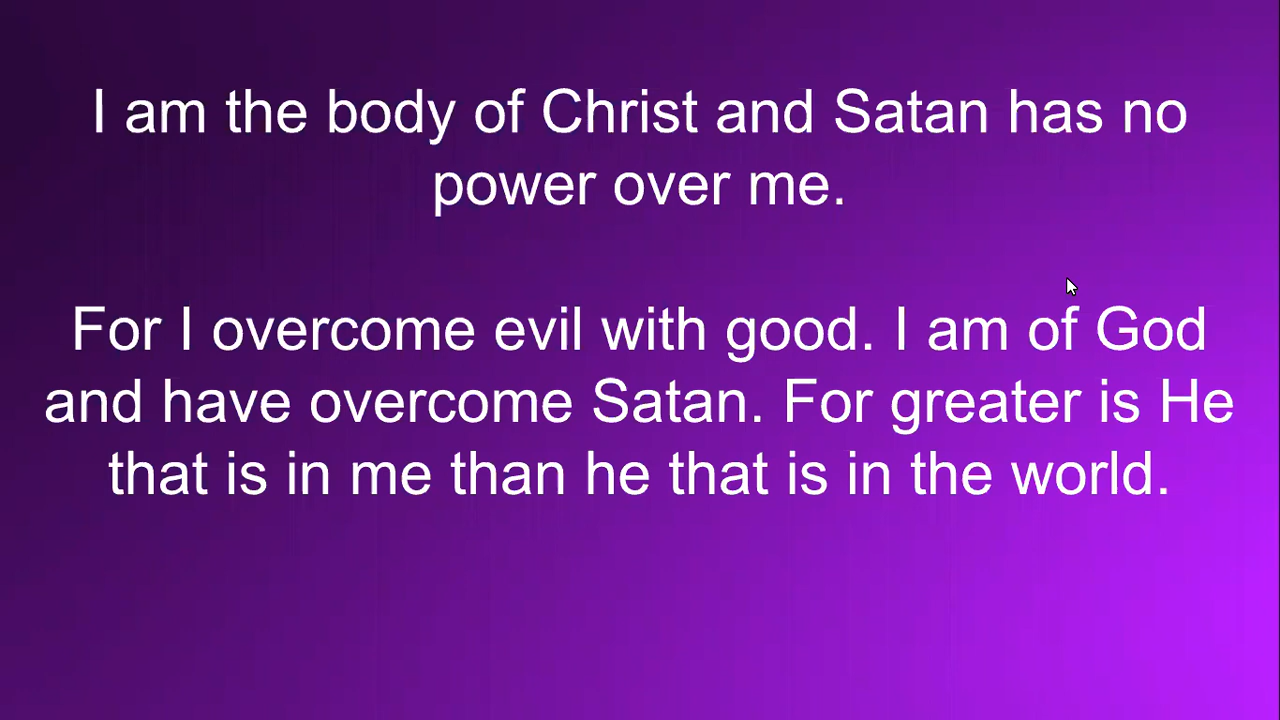 I am the body of Christ and Satan has no
power over me.
For I overcome evil with good. I am of God
and have overcome Satan. For greater is He
that is in me than he that is in the world.